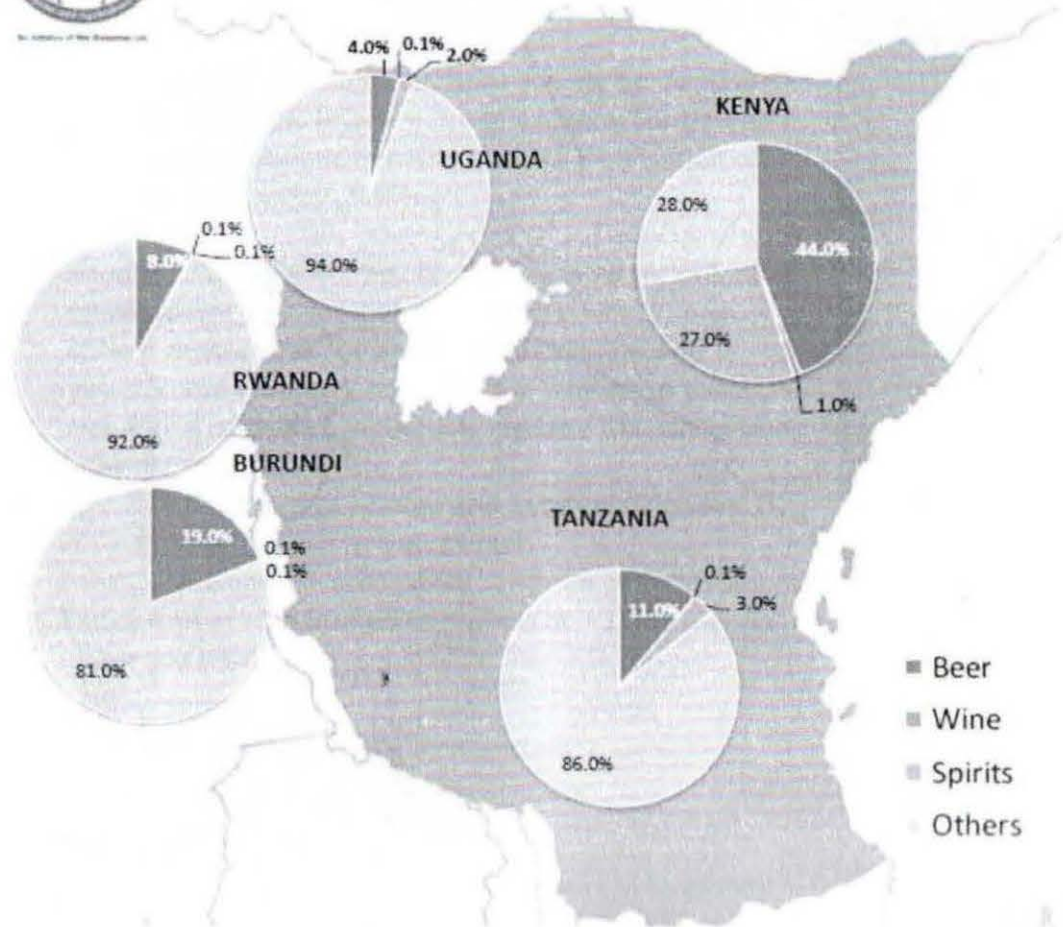 4.0% 0.1% 2.0%
KENYA
UGANDA
28.0%
44.0%
0.1%
0.1%
8.0%
94.0%
27.0%
RWANDA
1.0%
92.0%
BURUNDI
TANZANIA
19.0%
0.1%
0.1%
0.1%
11.0%
3.0%
81.0%
Beer
Wine
86.0%
Spirits
Others